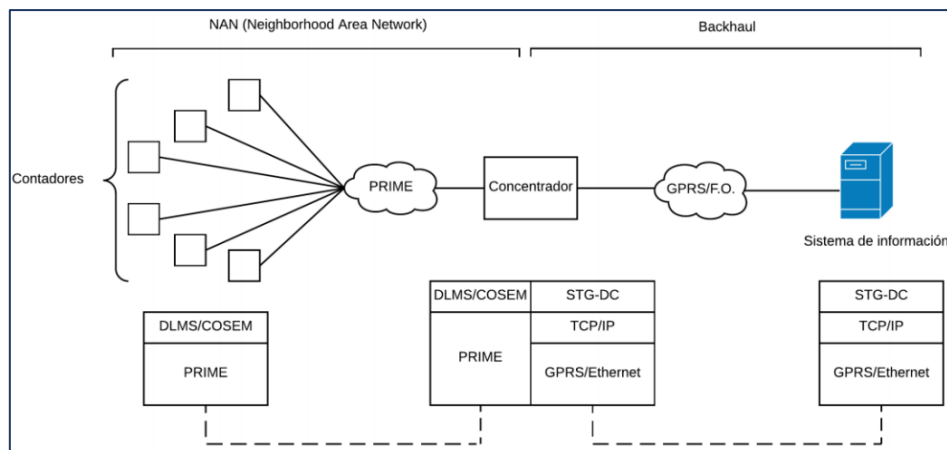 NAN (Neighborhood Area Network)
Backhaul
Contadores
PRIME
Concentrador
GPRS/F.O.
Sistema de información
DLMS/COSEM
PRIME
DLMS/COSEM
PRIME
STG-DC
TCP/IP
GPRS/Ethernet
STG-DC
TCP/IP
GPRS/Ethernet